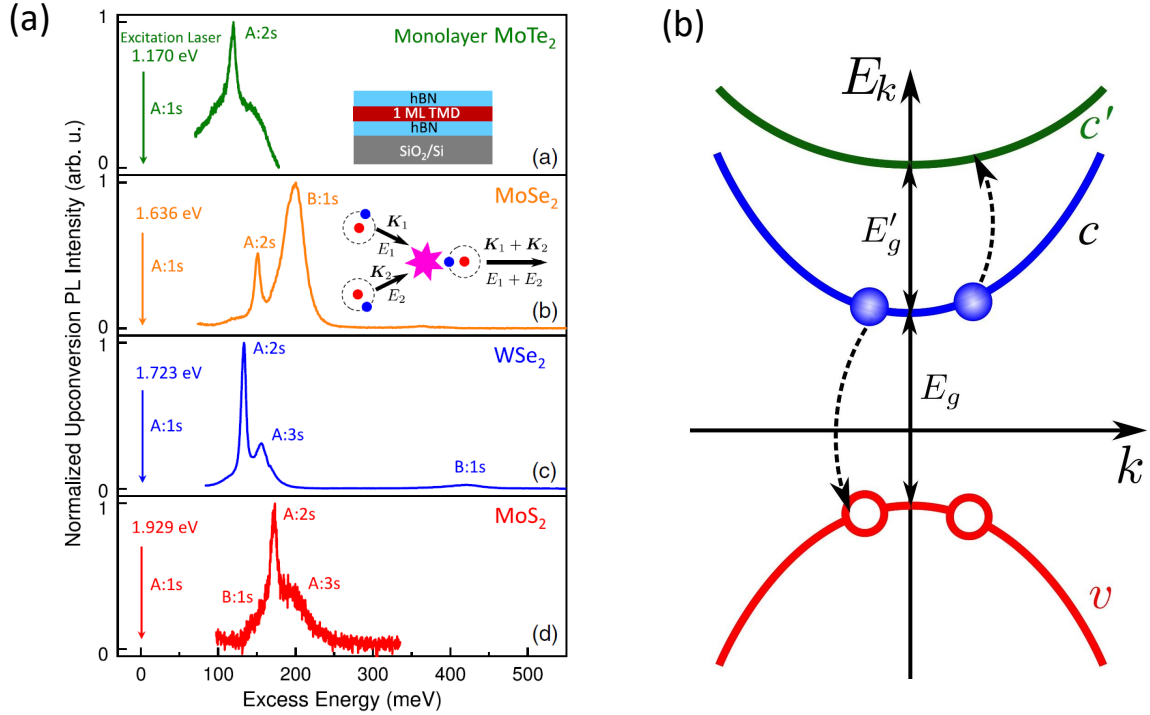 (a)
Normalized Upconversion PL Intensity (arb. u.)
1
0
Excitation Laser
1.170 eV
A:1s
A:2s
Monolayer MoTe₂
hBN
1 ML TMD
hBN
SiO₂/Si
(a)
1
0
1.636 eV
A:1s
A:2s
B:1s
MoSe₂
K₁
E₁
K₂
E₂
K₁ + K₂
E₁ + E₂
(b)
1
0
1.723 eV
A:1s
A:2s
A:3s
B:1s
WSe₂
(c)
1
0
1.929 eV
A:1s
B:1s
A:2s
A:3s
MoS₂
(d)
0 100 200 300 400 500
Excess Energy (meV)
(b)
Eₖ
c′
E′g
c
Eg
k
v